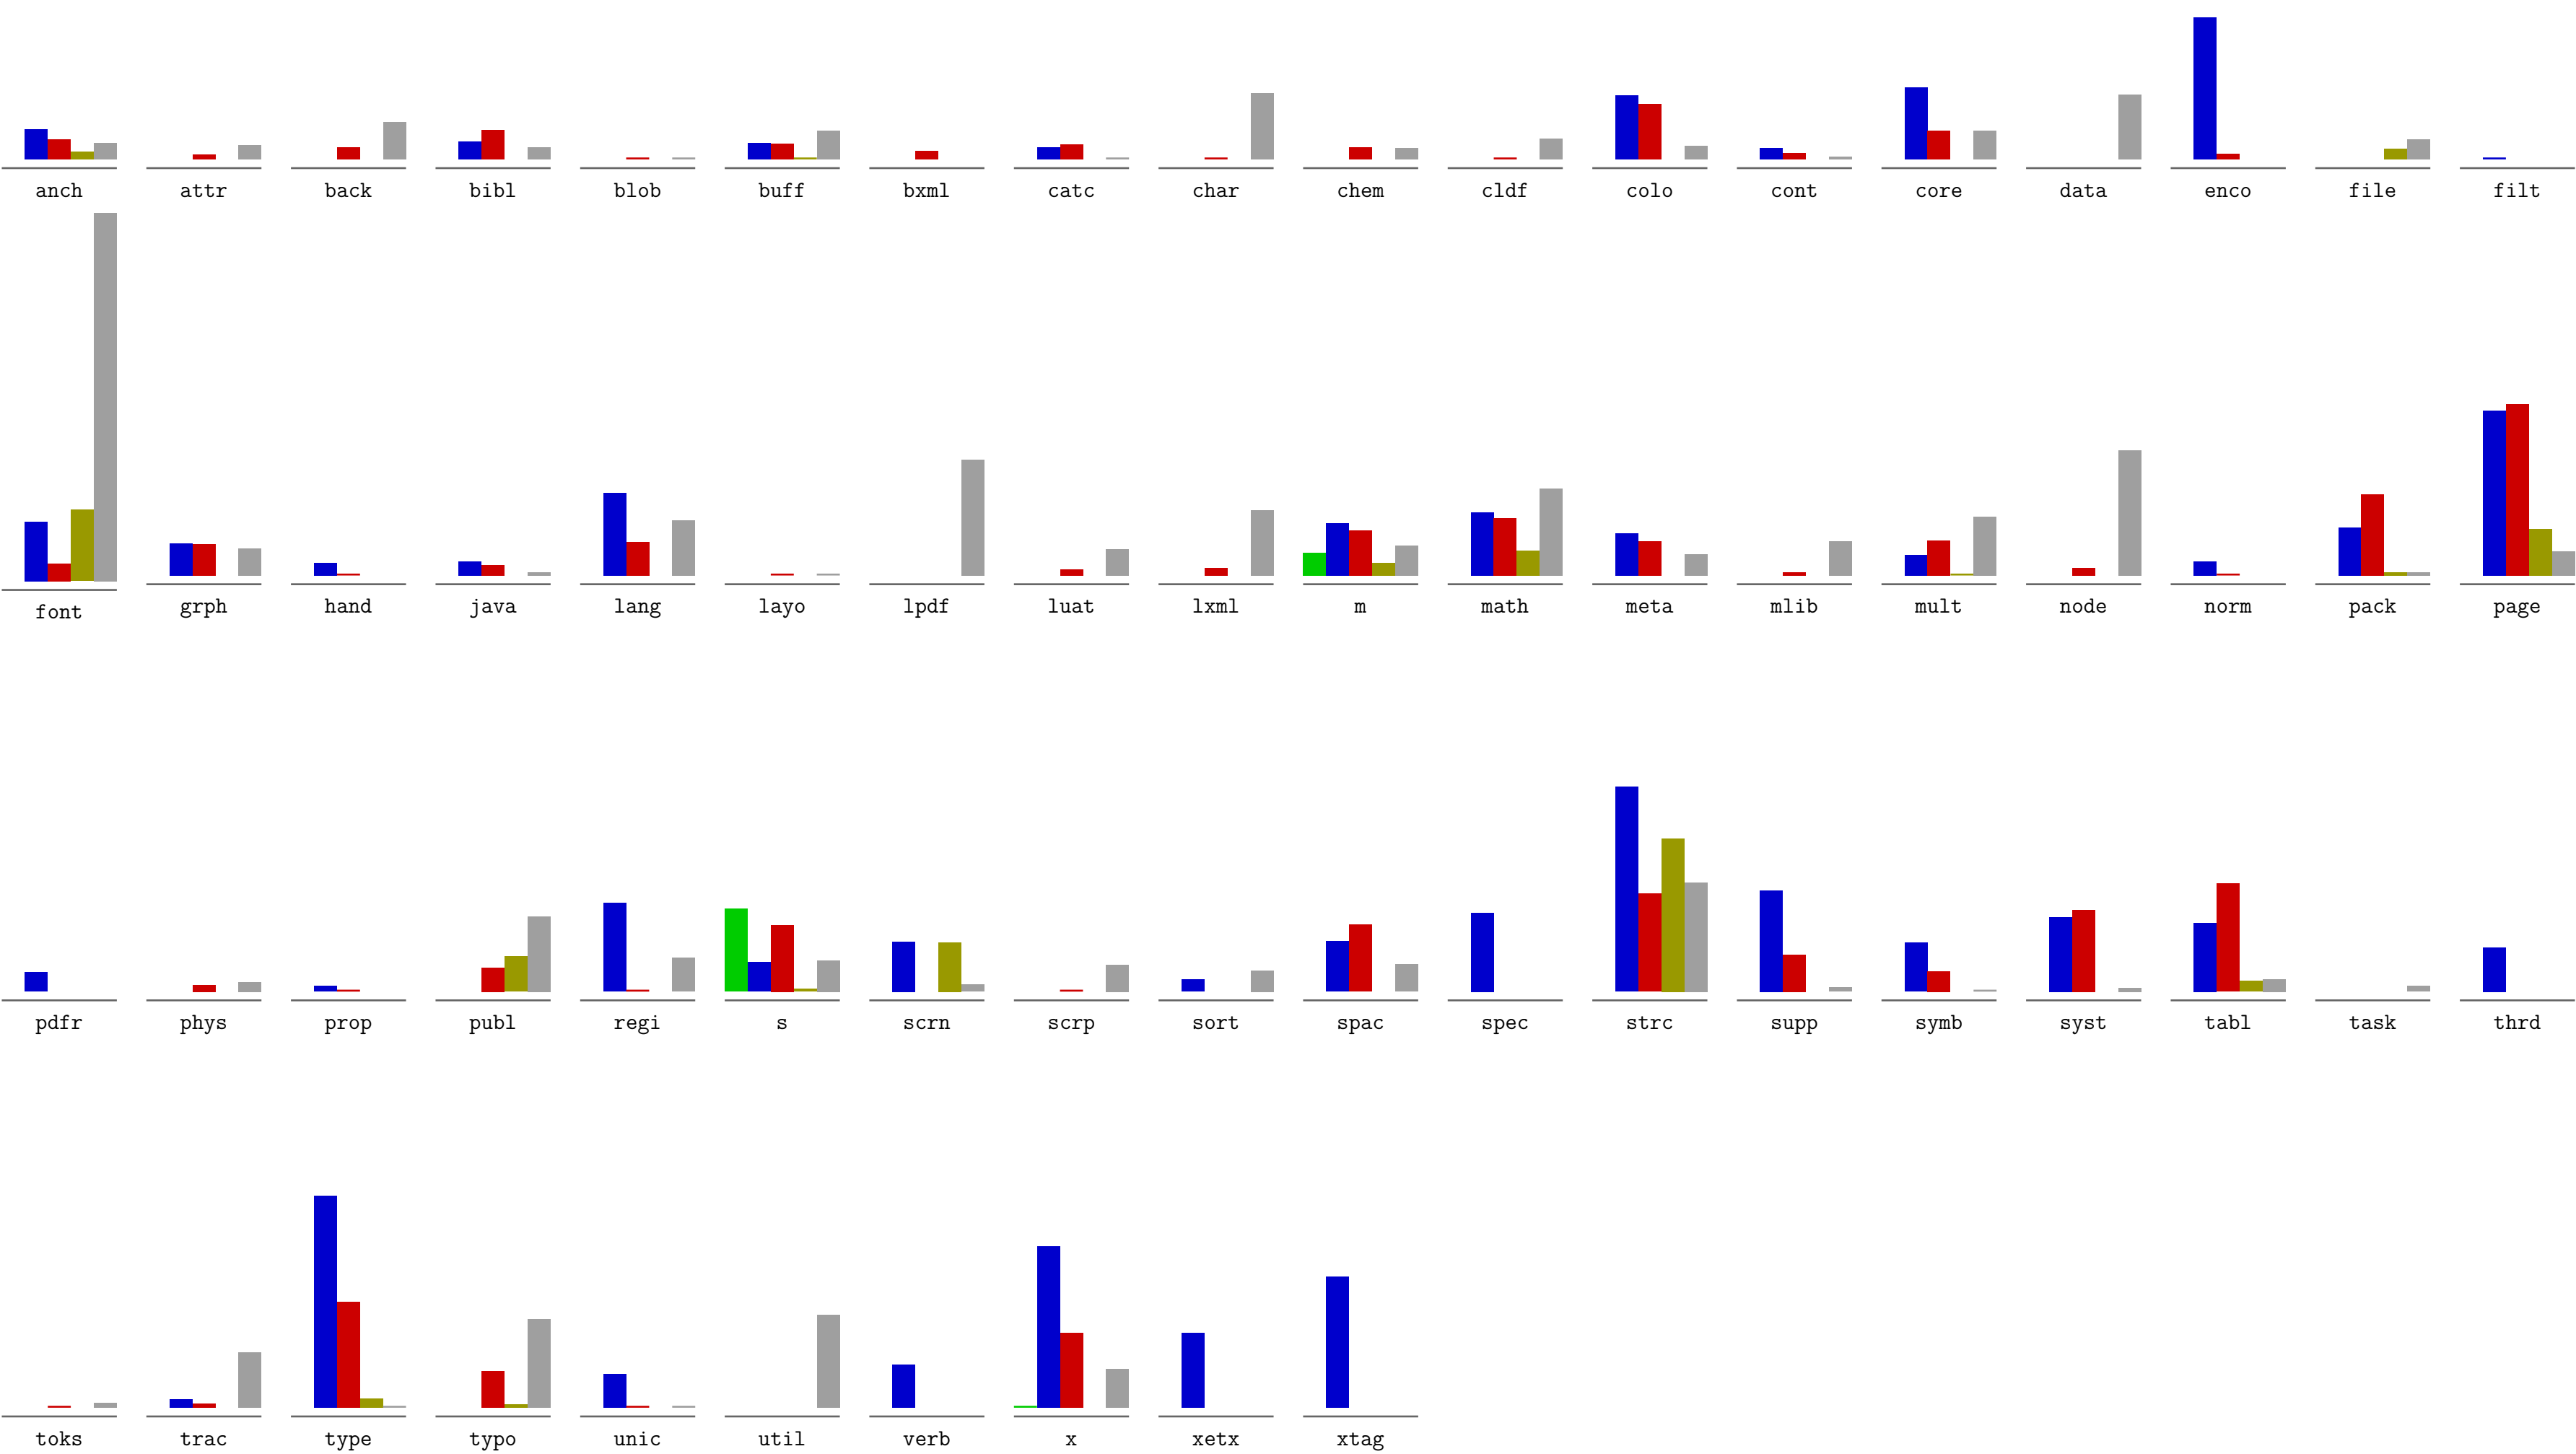 anch attr back bibl blob buff bxml catc char chem cldf colo cont core data enco file filt
font grph hand java lang layo lpdf luat lxml m math meta mlib mult node norm pack page
pdfr phys prop publ regi s scrn scrp sort spac spec strc supp symb syst tabl task thrd
toks trac type typo unic util verb x xetx xtag